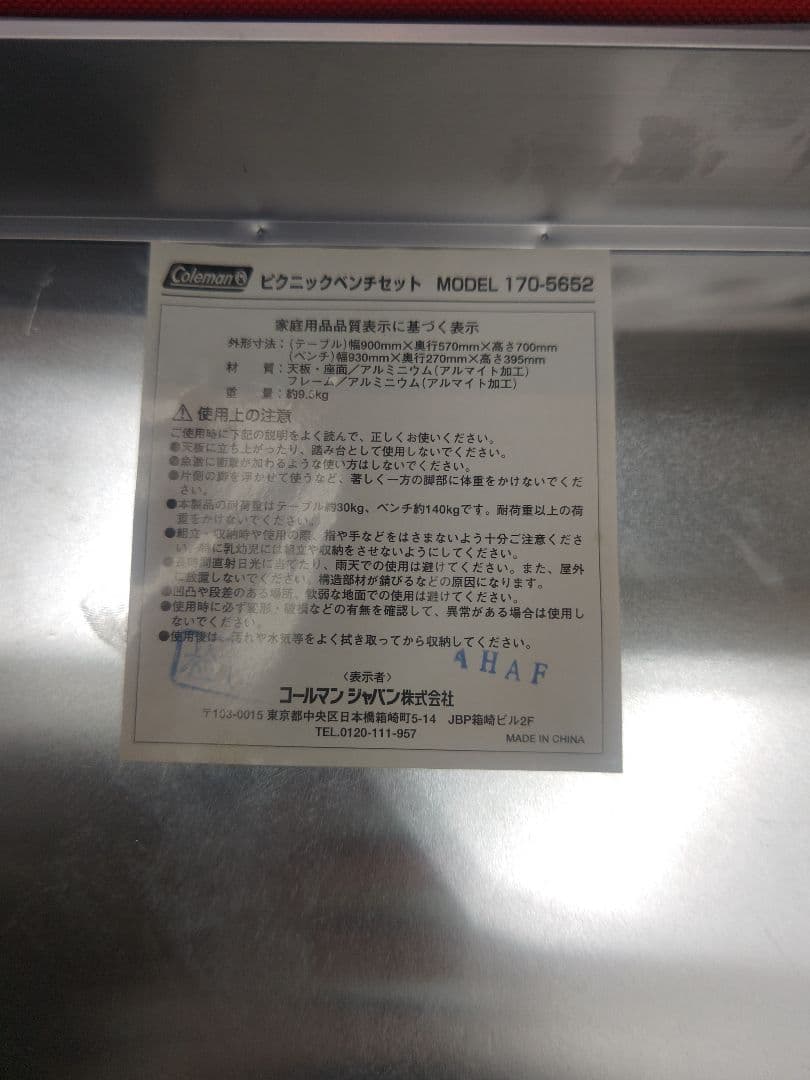 Coleman ピクニックベンチセット MODEL 170-5652
家庭用品品質表示に基づく表示
外形寸法:(テーブル)幅900mm×奥行570mm×高さ700mm
(ベンチ)幅930mm×奥行270mm×高さ395mm
材　質:天板・座面/アルミニウム(アルマイト加工)
フレーム/アルミニウム(アルマイト加工)
重　量:約9.5kg
⚠使用上の注意
ご使用時に下記の説明をよく読んで、正しくお使いください。
●天板に立ち上がったり、踏み台として使用しないでください。
●急激に衝撃が加わるような使い方はしないでください。
●片側の脚を浮かせて使うなど、著しく一方の脚部に体重をかけないでくだ
さい。
●本製品の耐荷重はテーブル約30kg、ベンチ約140kgです。耐荷重以上の荷
重をかけないでください。
●組立・収納時や使用の際、指や手などをはさまないよう十分ご注意くださ
い。特に乳幼児には組立や収納をさせないようにしてください。
●長時間直射日光に当てたり、雨天での使用は避けてください。また、屋外
に放置しないでください。構造部材が錆びるなどの原因になります。
●凹凸や段差のある場所、軟弱な地面での使用は避けてください。
●使用時に必ず変形・破損などの有無を確認して、異常がある場合は使用し
ないでください。
●使用後は、汚れや水気等をよく拭き取ってから収納してください。
AHAF
〈表示者〉
コールマン ジャパン株式会社
〒103-0015 東京都中央区日本橋箱崎町5-14 JBP箱崎ビル2F
TEL.0120-111-957
MADE IN CHINA